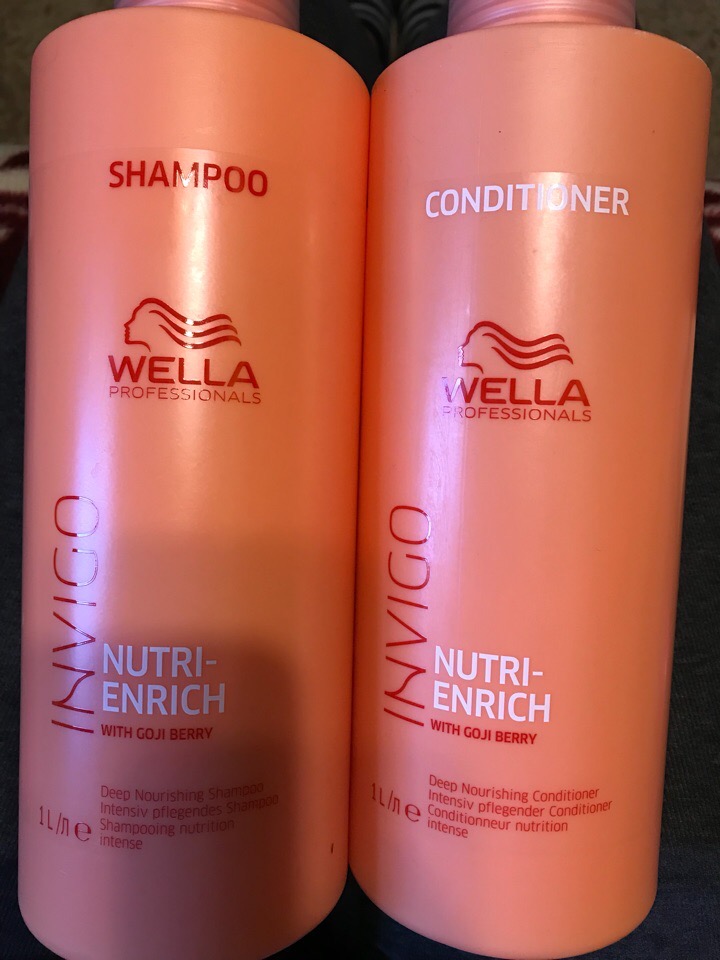 SHAMPOO
WELLA
PROFESSIONALS
INVIGO
NUTRI-
ENRICH
WITH GOJI BERRY
Deep Nourishing Shampoo
Intensiv pflegendes Shampoo
Shampooing nutrition
intense
1 L/л e
CONDITIONER
WELLA
PROFESSIONALS
INVIGO
NUTRI-
ENRICH
WITH GOJI BERRY
Deep Nourishing Conditioner
Intensiv pflegender Conditioner
Conditionneur nutrition
intense
1 L/л e